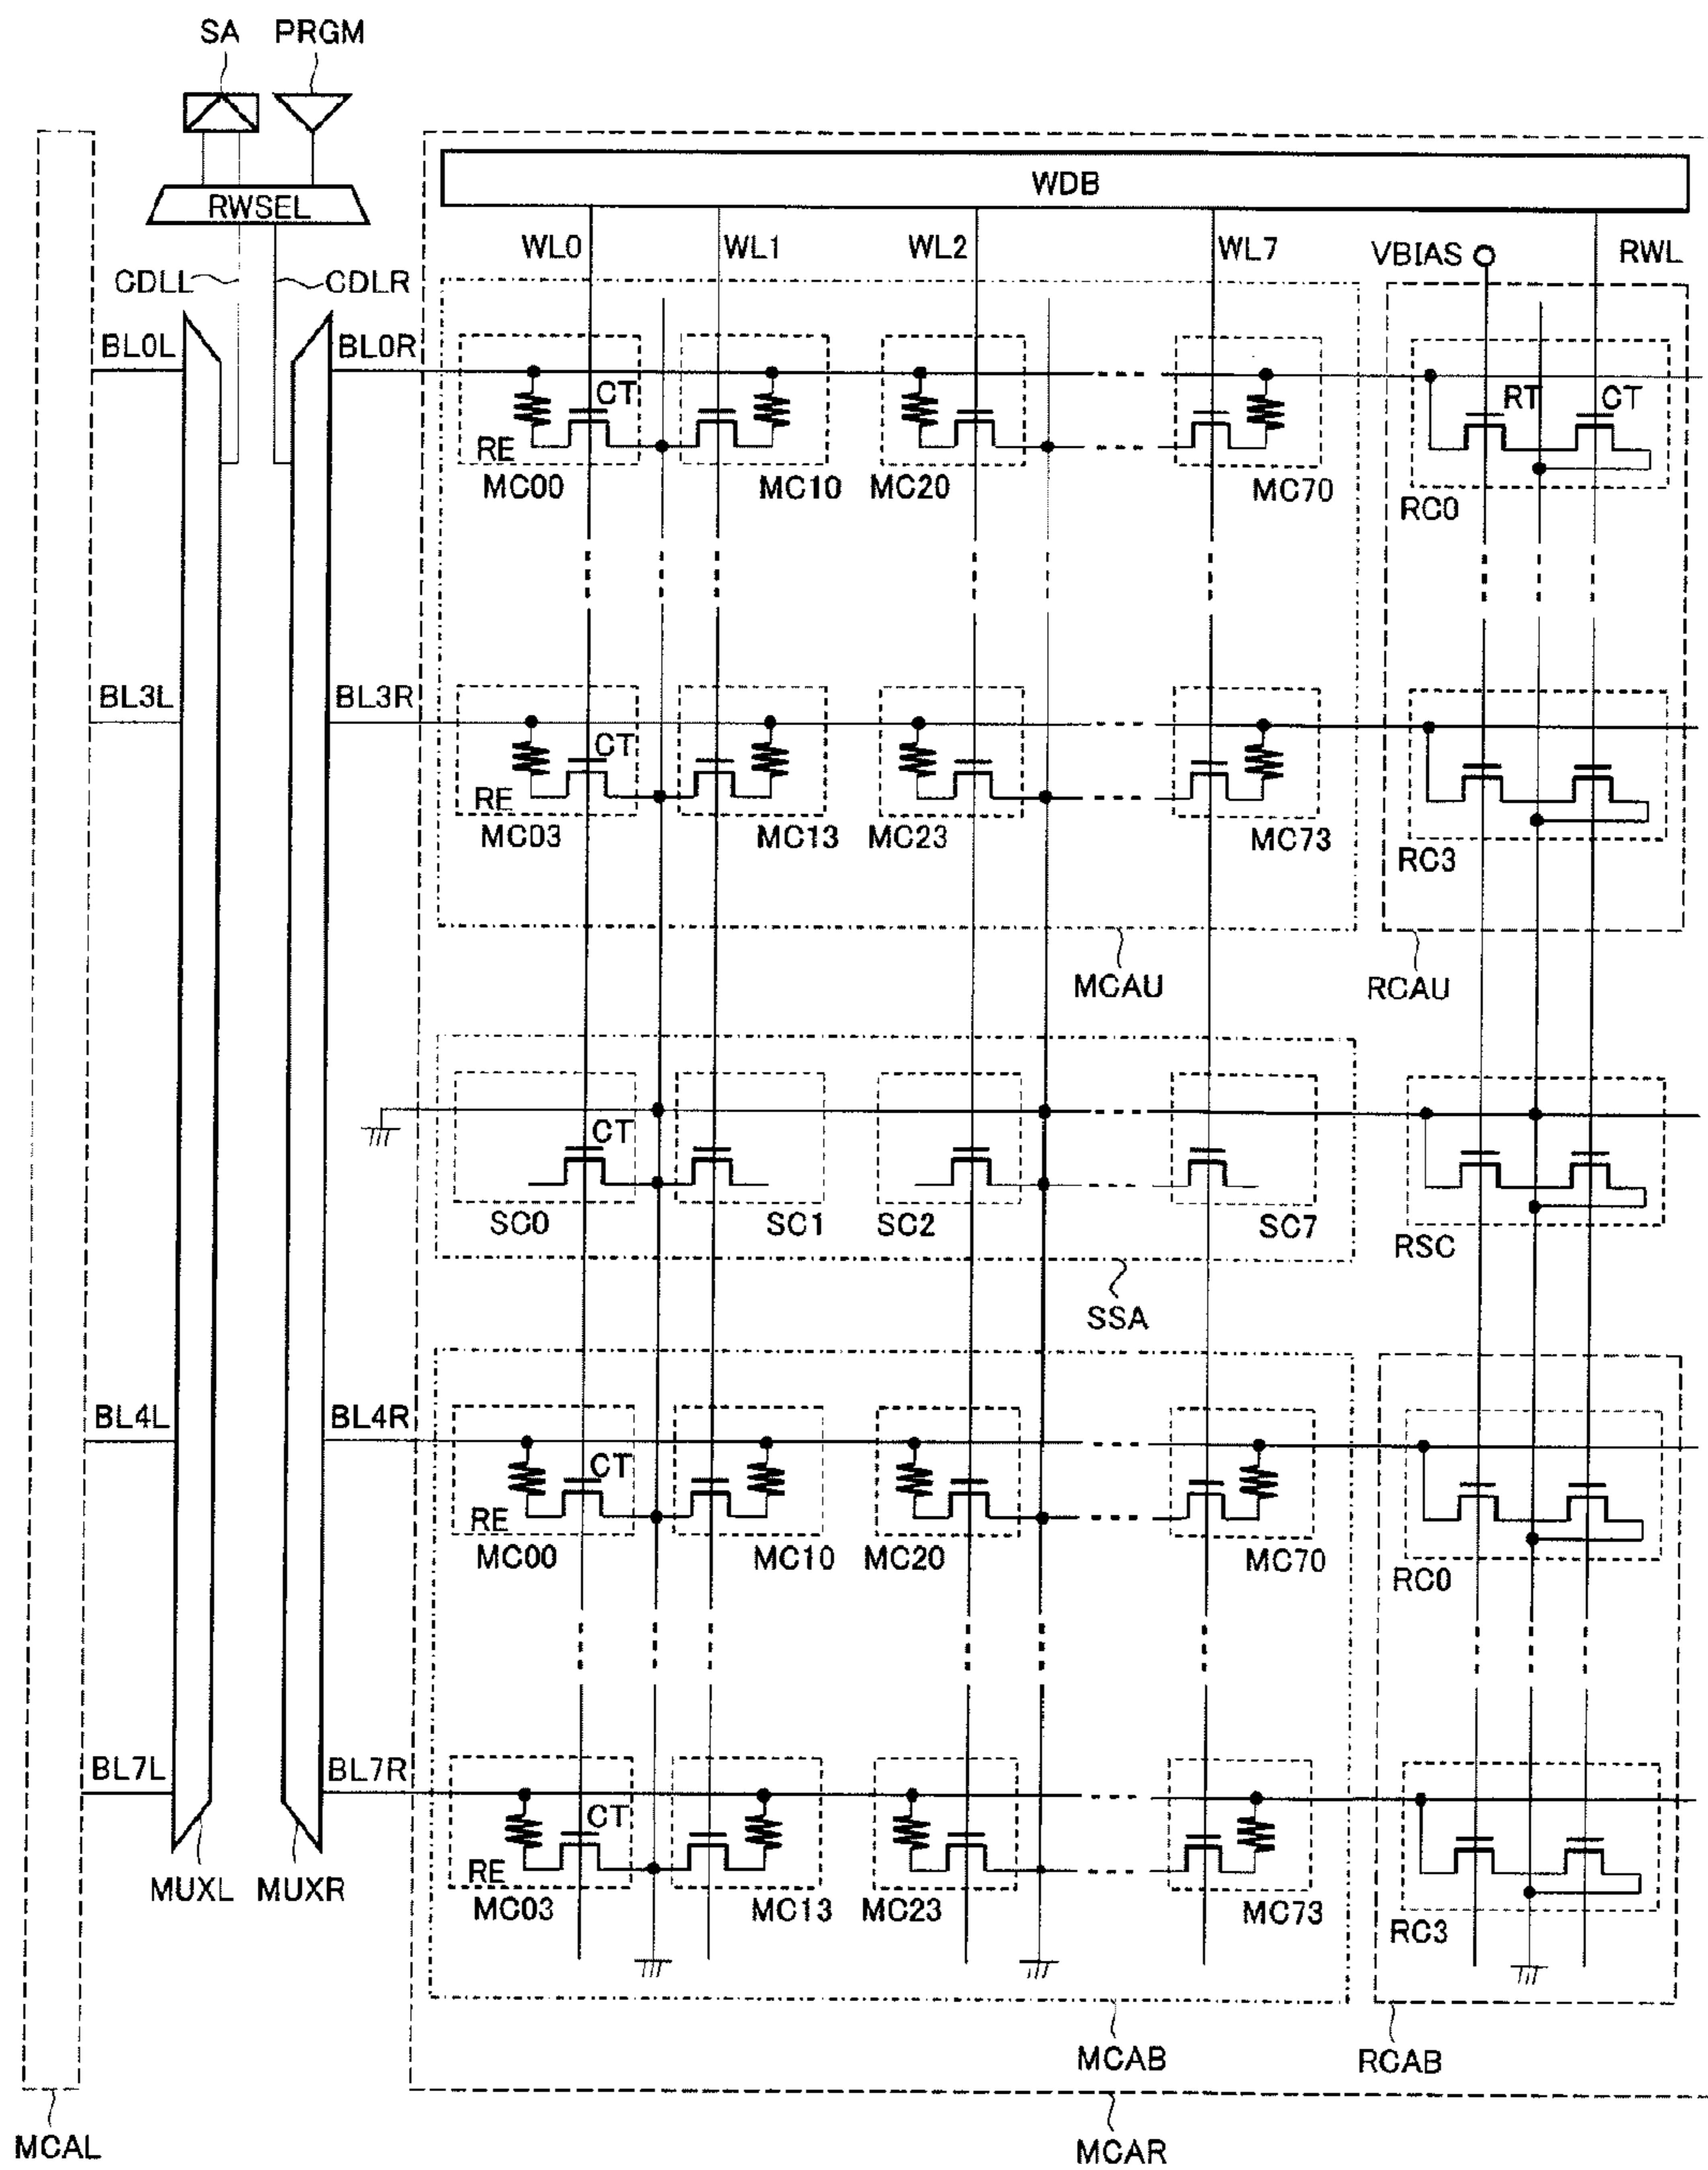 SA PRGM
WDB
RWSEL
WL0 WL1 WL2 WL7 VBIAS RWL
CDLL CDLR
BL0L BL0R
CT RT CT
RE
MC00 MC10 MC20 MC70 RC0
BL3L BL3R
CT
RE
MC03 MC13 MC23 MC73 RC3
MCAU RCAU
CT
SC0 SC1 SC2 SC7 RSC
SSA
BL4L BL4R
CT
RE
MC00 MC10 MC20 MC70 RC0
BL7L BL7R
CT
RE
MUXL MUXR MC03 MC13 MC23 MC73 RC3
MCAB RCAB
MCAL MCAR